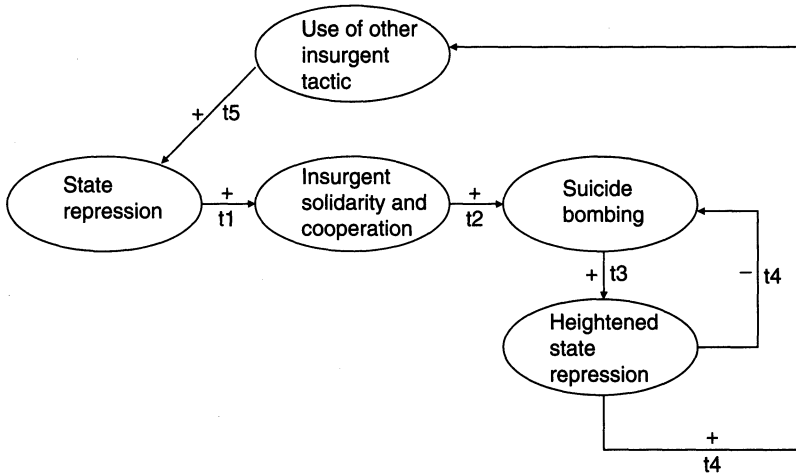 Use of other
insurgent
tactic
+ t5
State
repression
+
t1
Insurgent
solidarity and
cooperation
+
t2
Suicide
bombing
+ t3
− t4
Heightened
state
repression
+
t4